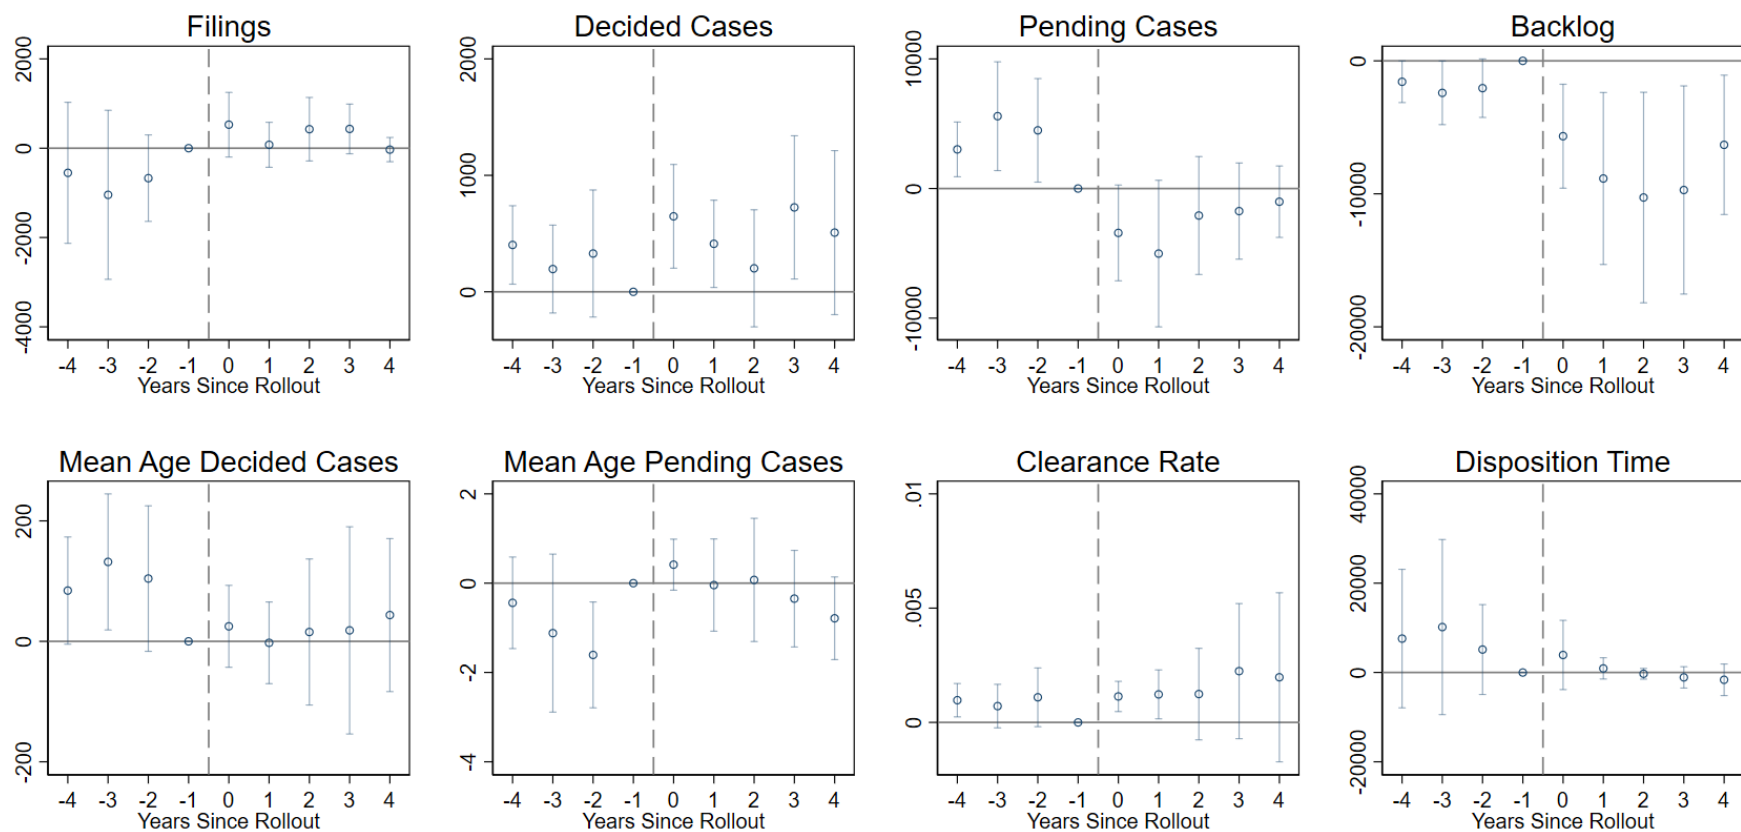 Filings
2000
0
-2000
-4000
-4 -3 -2 -1 0 1 2 3 4
Years Since Rollout
Decided Cases
2000
1000
0
-4 -3 -2 -1 0 1 2 3 4
Years Since Rollout
Pending Cases
10000
0
-10000
-4 -3 -2 -1 0 1 2 3 4
Years Since Rollout
Backlog
0
-10000
-20000
-4 -3 -2 -1 0 1 2 3 4
Years Since Rollout
Mean Age Decided Cases
200
0
-200
-4 -3 -2 -1 0 1 2 3 4
Years Since Rollout
Mean Age Pending Cases
2
0
-2
-4
-4 -3 -2 -1 0 1 2 3 4
Years Since Rollout
Clearance Rate
.01
.005
0
-4 -3 -2 -1 0 1 2 3 4
Years Since Rollout
Disposition Time
40000
20000
0
-20000
-4 -3 -2 -1 0 1 2 3 4
Years Since Rollout